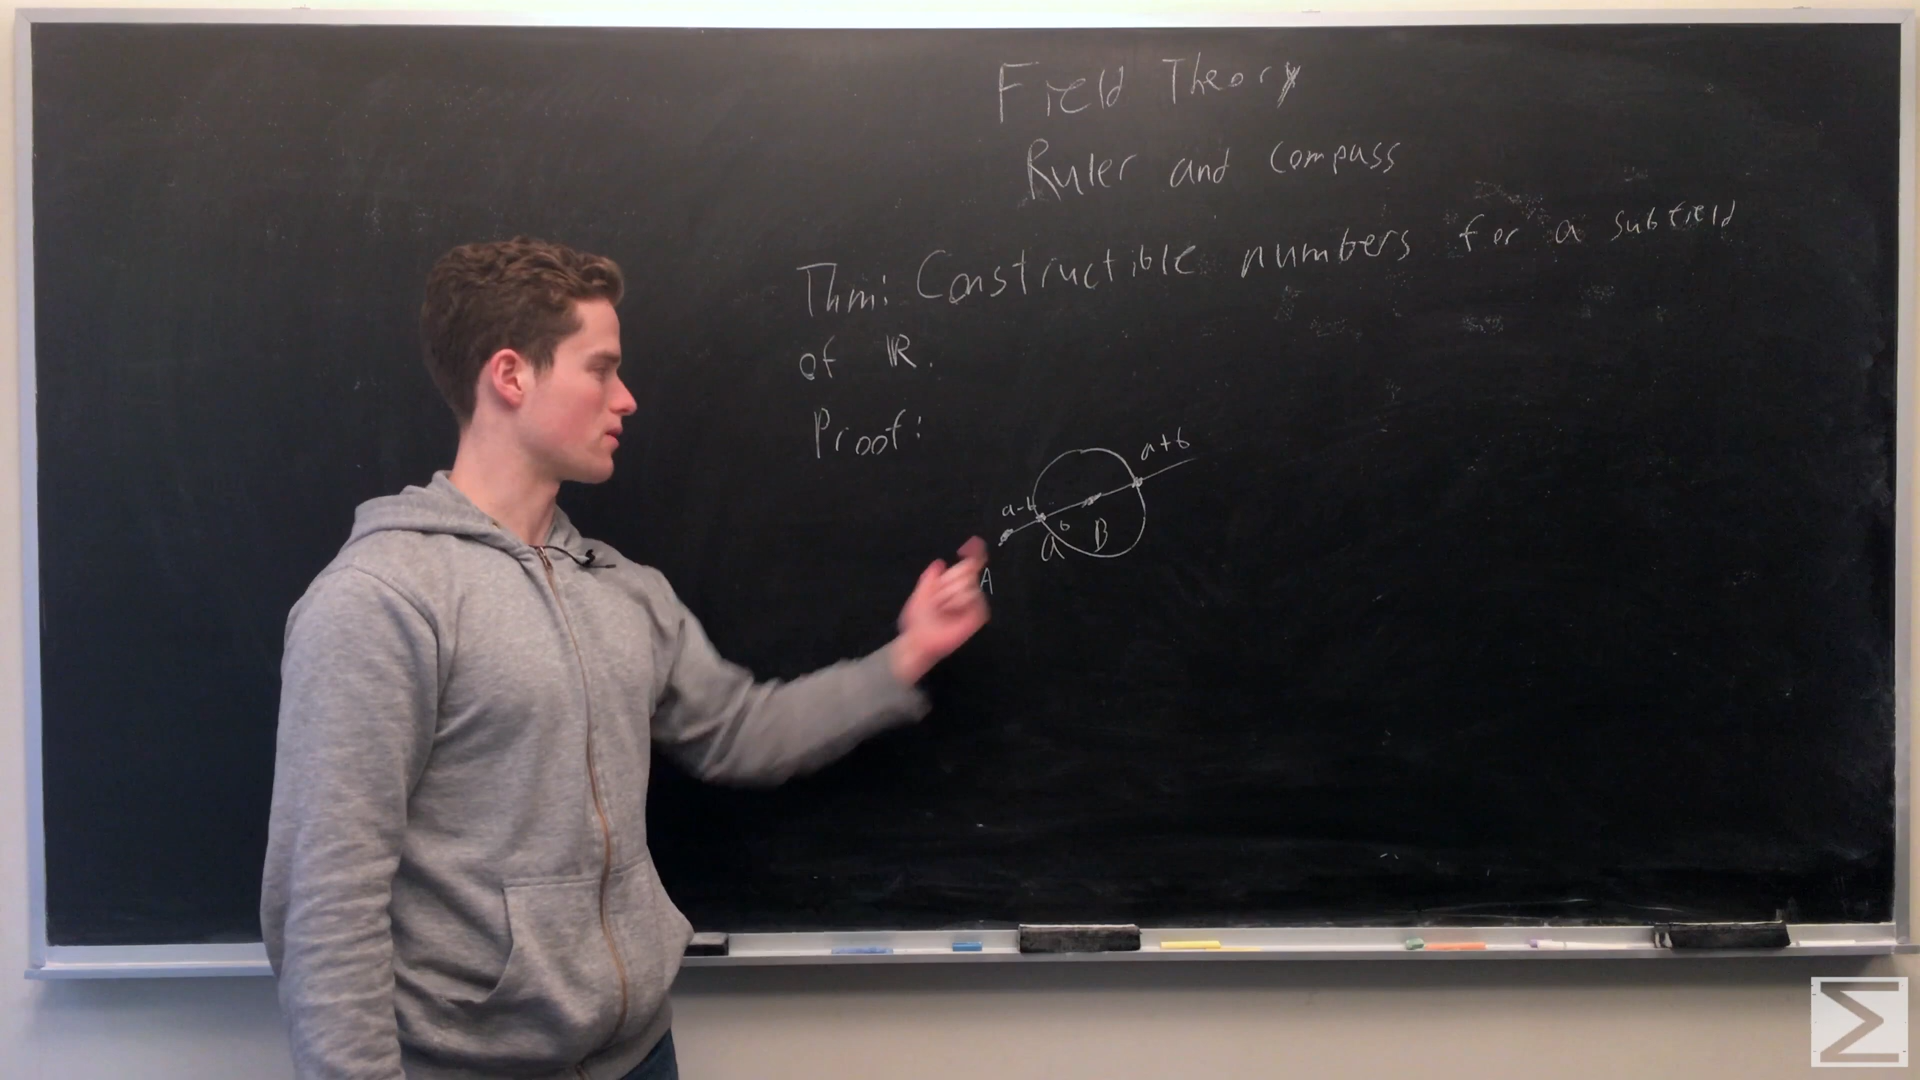 Field Theory
Ruler and compass
Thm: Constructible numbers for a subfield
of ℝ.
Proof:
a+b
a-b
b
B
a
A
Σ